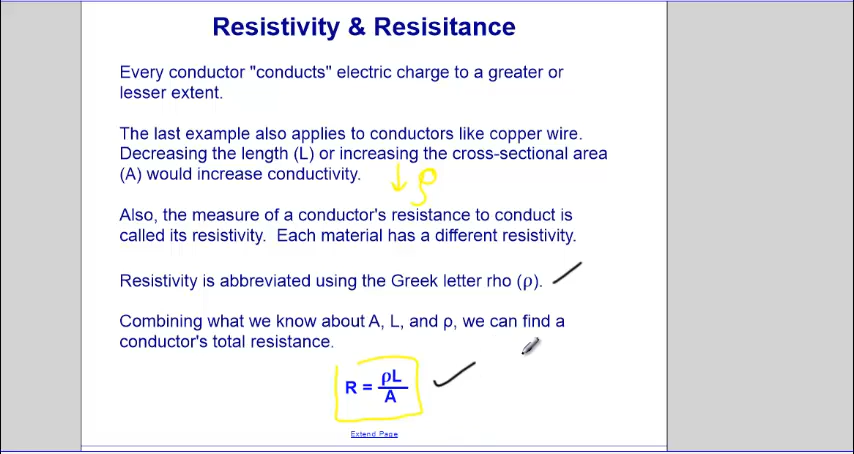 Resistivity & Resisitance
Every conductor "conducts" electric charge to a greater or
lesser extent.
The last example also applies to conductors like copper wire.
Decreasing the length (L) or increasing the cross-sectional area
(A) would increase conductivity.
↓ρ
Also, the measure of a conductor's resistance to conduct is
called its resistivity. Each material has a different resistivity.
Resistivity is abbreviated using the Greek letter rho (ρ).
Combining what we know about A, L, and ρ, we can find a
conductor's total resistance.
R = ρL/A
Extend Page